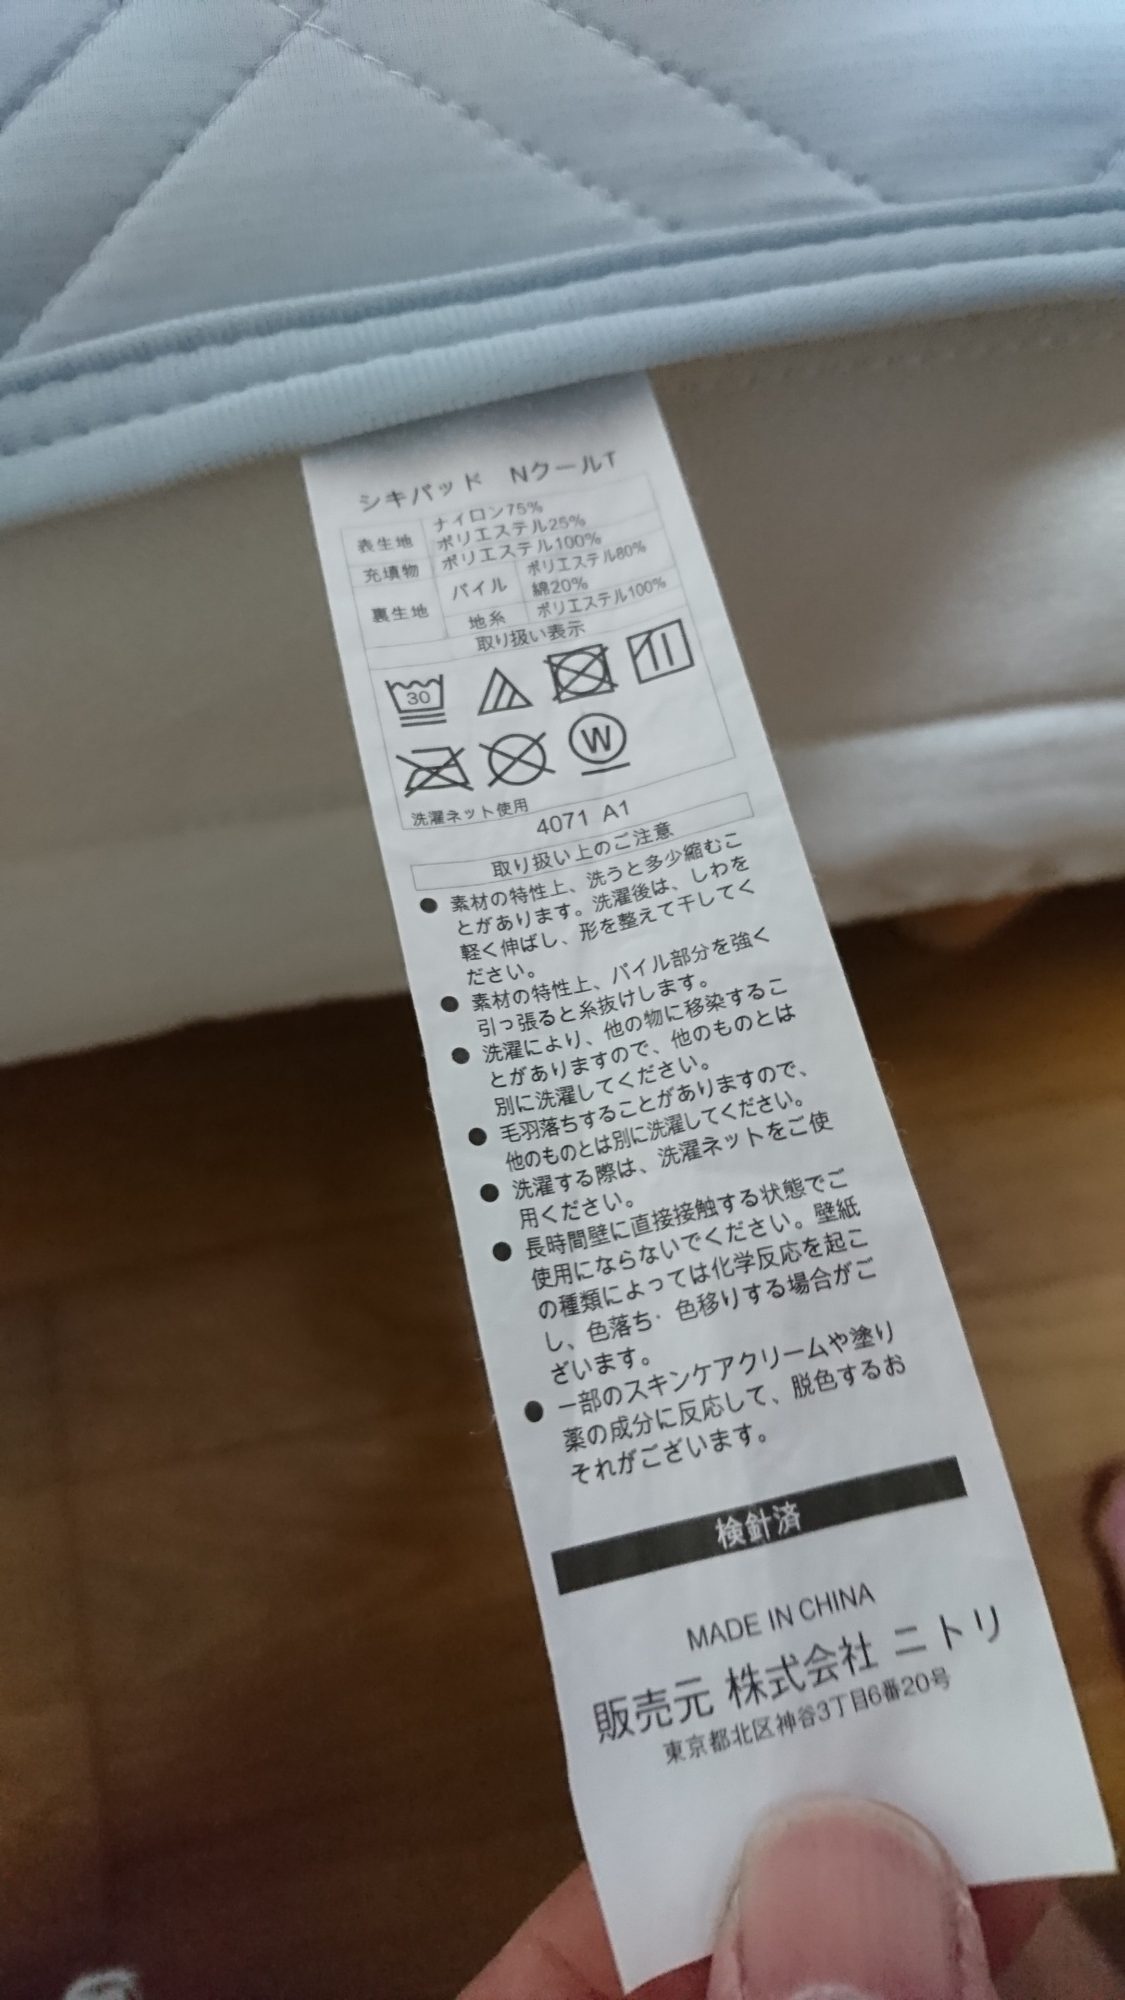 シキパッド NクールT
表生地 ナイロン75%
ポリエステル25%
充填物 ポリエステル100%
裏生地 パイル ポリエステル80%
綿20%
地糸 ポリエステル100%
取り扱い表示
30
W
洗濯ネット使用
4071 A1
取り扱い上のご注意
● 素材の特性上、洗うと多少縮むこ
とがあります。洗濯後は、しわを
軽く伸ばし、形を整えて干してく
ださい。
● 素材の特性上、パイル部分を強く
引っ張ると糸抜けします。
● 洗濯により、他の物に移染するこ
とがありますので、他のものとは
別に洗濯してください。
● 毛羽落ちすることがありますので、
他のものとは別に洗濯してください。
● 洗濯する際は、洗濯ネットをご使
用ください。
● 長時間壁に直接接触する状態でご
使用にならないでください。壁紙
の種類によっては化学反応を起こ
し、色落ち・色移りする場合がご
ざいます。
● 一部のスキンケアクリームや塗り
薬の成分に反応して、脱色するお
それがございます。
検針済
MADE IN CHINA
販売元 株式会社 ニトリ
東京都北区神谷3丁目6番20号